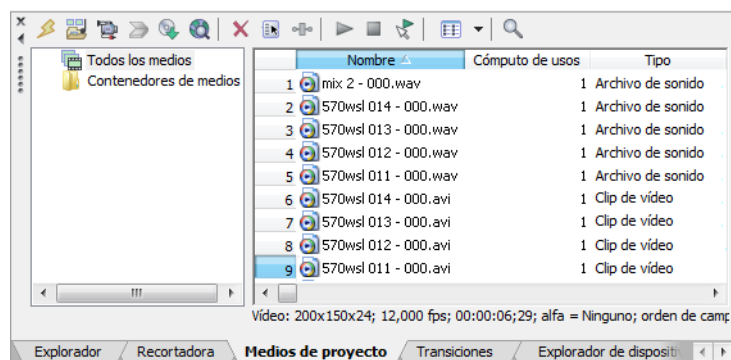 Todos los medios
Contenedores de medios
Nombre Cómputo de usos Tipo
1 mix 2 - 000.wav 1 Archivo de sonido
2 570wsl 014 - 000.wav 1 Archivo de sonido
3 570wsl 013 - 000.wav 1 Archivo de sonido
4 570wsl 012 - 000.wav 1 Archivo de sonido
5 570wsl 011 - 000.wav 1 Archivo de sonido
6 570wsl 014 - 000.avi 1 Clip de vídeo
7 570wsl 013 - 000.avi 1 Clip de vídeo
8 570wsl 012 - 000.avi 1 Clip de vídeo
9 570wsl 011 - 000.avi 1 Clip de vídeo
Vídeo: 200x150x24; 12,000 fps; 00:00:06;29; alfa = Ninguno; orden de camp
Explorador Recortadora Medios de proyecto Transiciones Explorador de